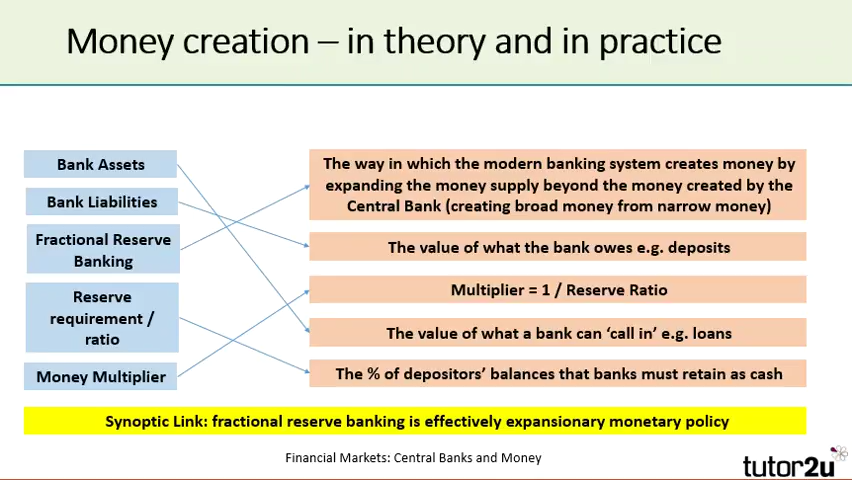 Money creation – in theory and in practice
Bank Assets
Bank Liabilities
Fractional Reserve
Banking
Reserve
requirement /
ratio
Money Multiplier
The way in which the modern banking system creates money by
expanding the money supply beyond the money created by the
Central Bank (creating broad money from narrow money)
The value of what the bank owes e.g. deposits
Multiplier = 1 / Reserve Ratio
The value of what a bank can ‘call in’ e.g. loans
The % of depositors’ balances that banks must retain as cash
Synoptic Link: fractional reserve banking is effectively expansionary monetary policy
Financial Markets: Central Banks and Money
tutor2u